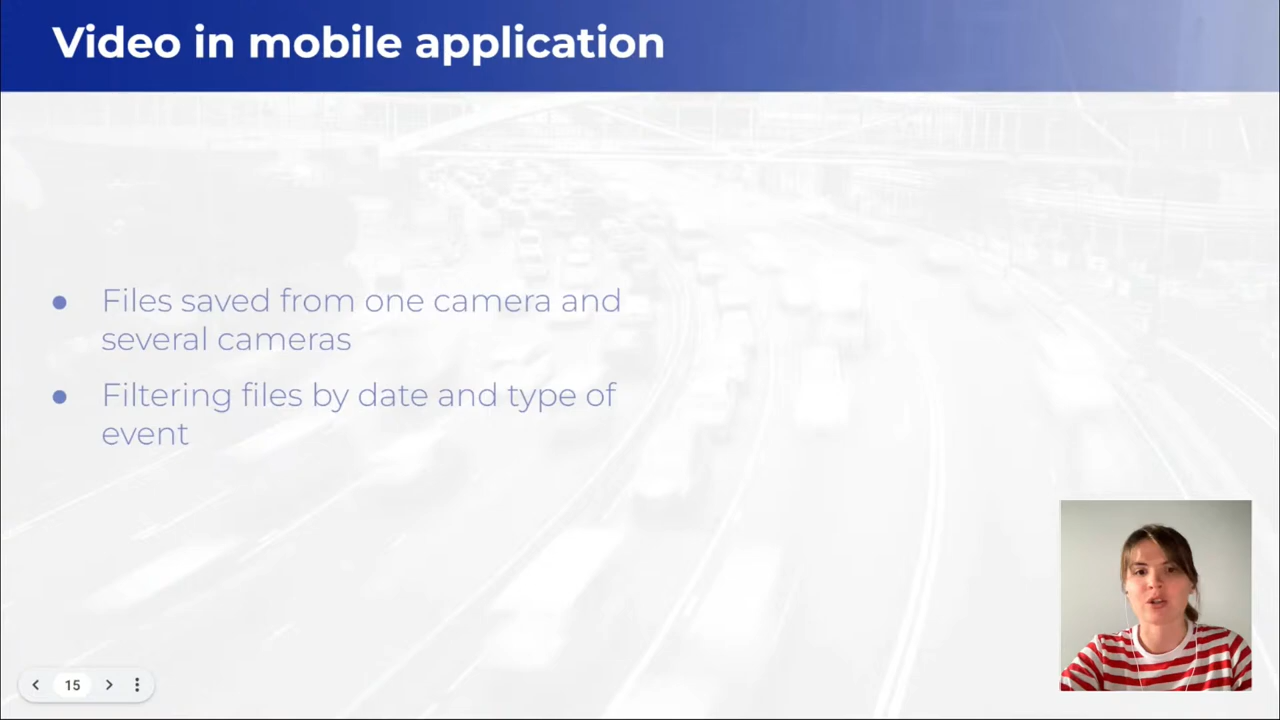 Video in mobile application
● Files saved from one camera and
several cameras
● Filtering files by date and type of
event
15